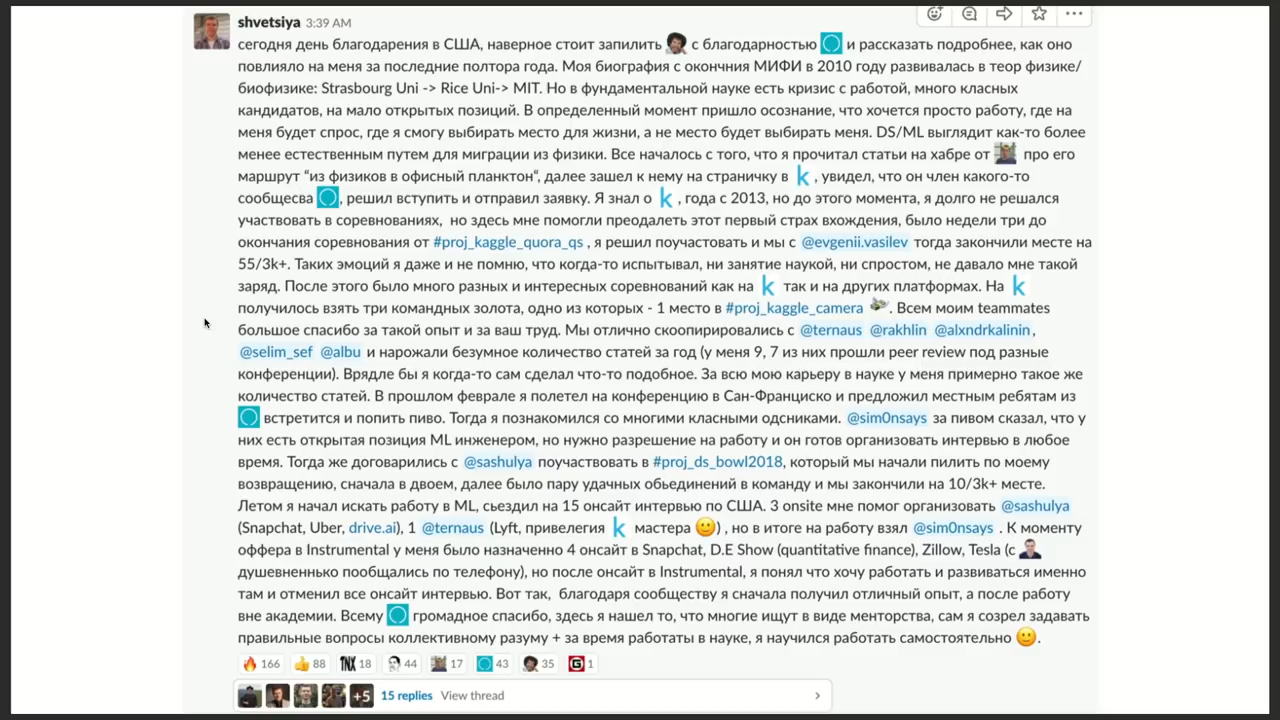 shvetsiya 3:39 AM
сегодня день благодарения в США, наверное стоит запилить с благодарностью и рассказать подробнее, как оно
повлияло на меня за последние полтора года. Моя биография с окончния МИФИ в 2010 году развивалась в теор физике/
биофизике: Strasbourg Uni -> Rice Uni-> MIT. Но в фундаментальной науке есть кризис с работой, много класных
кандидатов, на мало открытых позиций. В определенный момент пришло осознание, что хочется просто работу, где на
меня будет спрос, где я смогу выбирать место для жизни, а не место будет выбирать меня. DS/ML выглядит как-то более
менее естественным путем для миграции из физики. Все началось с того, что я прочитал статьи на хабре от про его
маршрут “из физиков в офисный планктон“, далее зашел к нему на страничку в k , увидел, что он член какого-то
сообщесва , решил вступить и отправил заявку. Я знал о k , года с 2013, но до этого момента, я долго не решался
участвовать в соревнованиях, но здесь мне помогли преодалеть этот первый страх вхождения, было недели три до
окончания соревнования от #proj_kaggle_quora_qs , я решил поучастовать и мы с @evgenii.vasilev тогда закончили месте на
55/3k+. Таких эмоций я даже и не помню, что когда-то испытывал, ни занятие наукой, ни спростом, не давало мне такой
заряд. После этого было много разных и интересных соревнований как на k так и на других платформах. На k
получилось взять три командных золота, одно из которых - 1 место в #proj_kaggle_camera . Всем моим teammates
большое спасибо за такой опыт и за ваш труд. Мы отлично скоопирировались с @ternaus @rakhlin @alxndrkalinin,
@selim_sef @albu и нарожали безумное количество статей за год (у меня 9, 7 из них прошли peer review под разные
конференции). Врядле бы я когда-то сам сделал что-то подобное. За всю мою карьеру в науке у меня примерно такое же
количество статей. В прошлом феврале я полетел на конференцию в Сан-Франциско и предложил местным ребятам из
встретится и попить пиво. Тогда я познакомился со многими класными одсниками. @sim0nsays за пивом сказал, что у
них есть открытая позиция ML инженером, но нужно разрешение на работу и он готов организовать интервью в любое
время. Тогда же договарились с @sashulya поучаствовать в #proj_ds_bowl2018, который мы начали пилить по моему
возвращению, сначала в двоем, далее было пару удачных обьединений в команду и мы закончили на 10/3k+ месте.
Летом я начал искать работу в ML, сьездил на 15 онсайт интервью по США. 3 onsite мне помог организовать @sashulya
(Snapchat, Uber, drive.ai), 1 @ternaus (Lyft, привелегия k мастера ) , но в итоге на работу взял @sim0nsays . К моменту
оффера в Instrumental у меня было назначенно 4 онсайт в Snapchat, D.E Show (quantitative finance), Zillow, Tesla (с
душевненько пообщались по телефону), но после онсайт в Instrumental, я понял что хочу работать и развиваться именно
там и отменил все онсайт интервью. Вот так, благодаря сообществу я сначала получил отличный опыт, а после работу
вне академии. Всему громадное спасибо, здесь я нашел то, что многие ищут в виде менторства, сам я созрел задавать
правильные вопросы коллективному разуму + за время работаты в науке, я научился работать самостоятельно .
166 88 TNX 18 44 17 43 35 G 1
+5 15 replies View thread